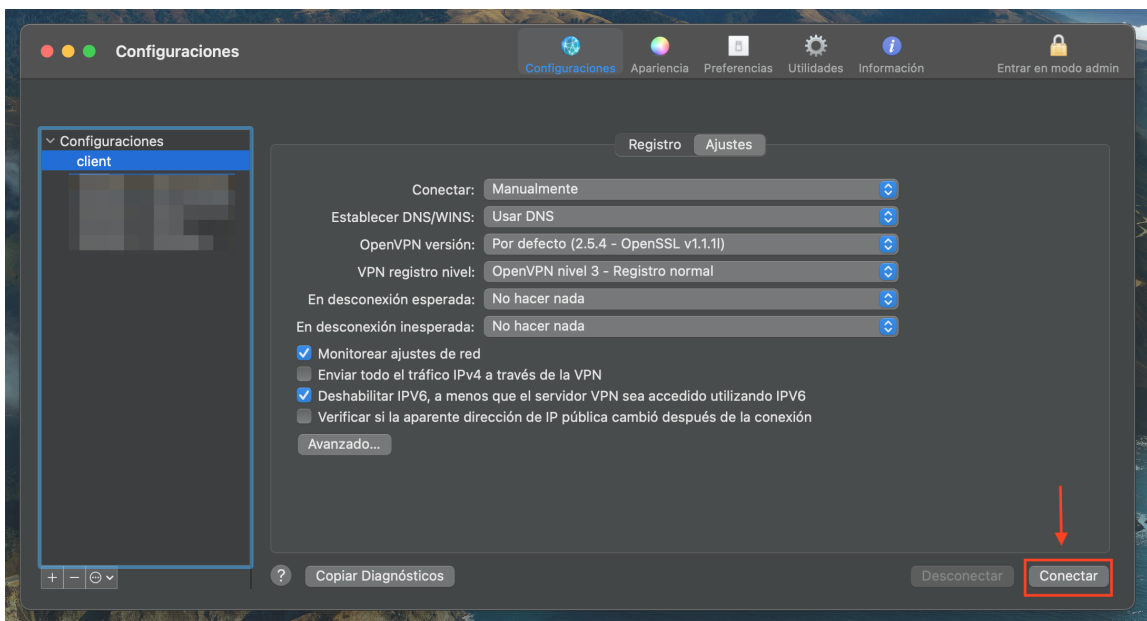 Configuraciones
Configuraciones Apariencia Preferencias Utilidades Información Entrar en modo admin
Configuraciones
client
Registro Ajustes
Conectar: Manualmente
Establecer DNS/WINS: Usar DNS
OpenVPN versión: Por defecto (2.5.4 - OpenSSL v1.1.1l)
VPN registro nivel: OpenVPN nivel 3 - Registro normal
En desconexión esperada: No hacer nada
En desconexión inesperada: No hacer nada
Monitorear ajustes de red
Enviar todo el tráfico IPv4 a través de la VPN
Deshabilitar IPV6, a menos que el servidor VPN sea accedido utilizando IPV6
Verificar si la aparente dirección de IP pública cambió después de la conexión
Avanzado...
? Copiar Diagnósticos Desconectar Conectar